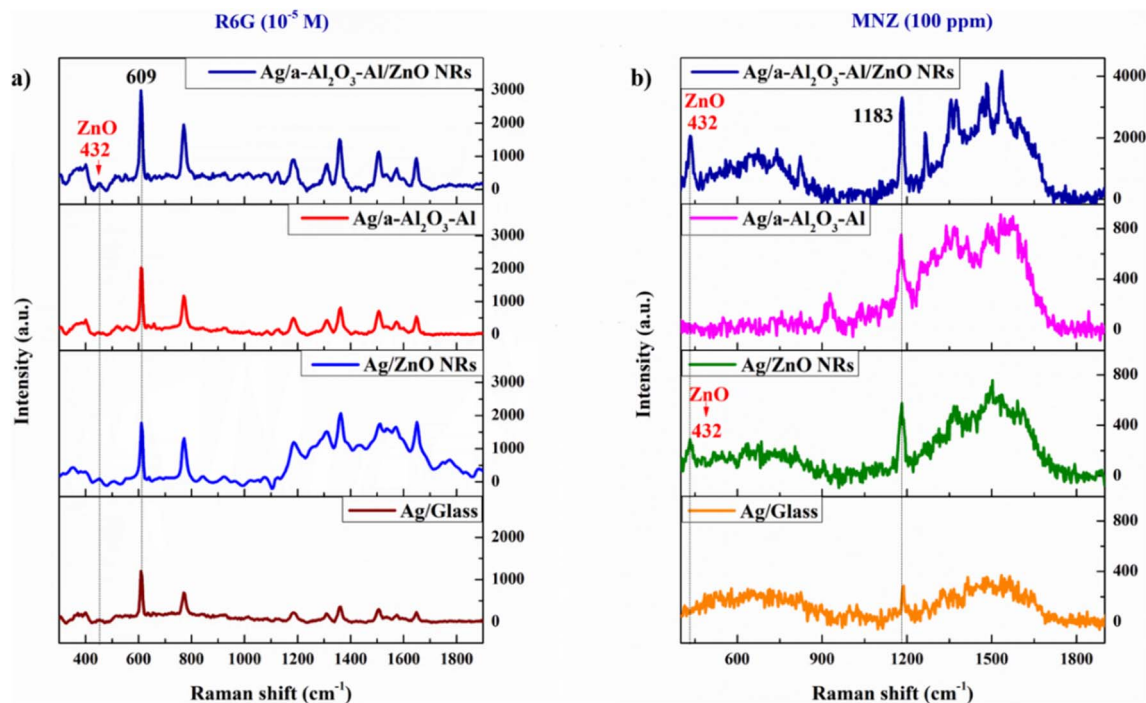 R6G (10⁻⁵ M)
a)
609
Ag/a-Al₂O₃-Al/ZnO NRs
ZnO
432
3000
2000
1000
0
Ag/a-Al₂O₃-Al
3000
2000
1000
0
Ag/ZnO NRs
3000
2000
1000
0
Ag/Glass
3000
2000
1000
0
Intensity (a.u.)
400 600 800 1000 1200 1400 1600 1800
Raman shift (cm⁻¹)
MNZ (100 ppm)
b)
Ag/a-Al₂O₃-Al/ZnO NRs
ZnO
432
1183
4000
2000
0
Ag/a-Al₂O₃-Al
800
400
0
Ag/ZnO NRs
ZnO
432
800
400
0
Ag/Glass
800
400
0
Intensity (a.u.)
600 900 1200 1500 1800
Raman shift (cm⁻¹)